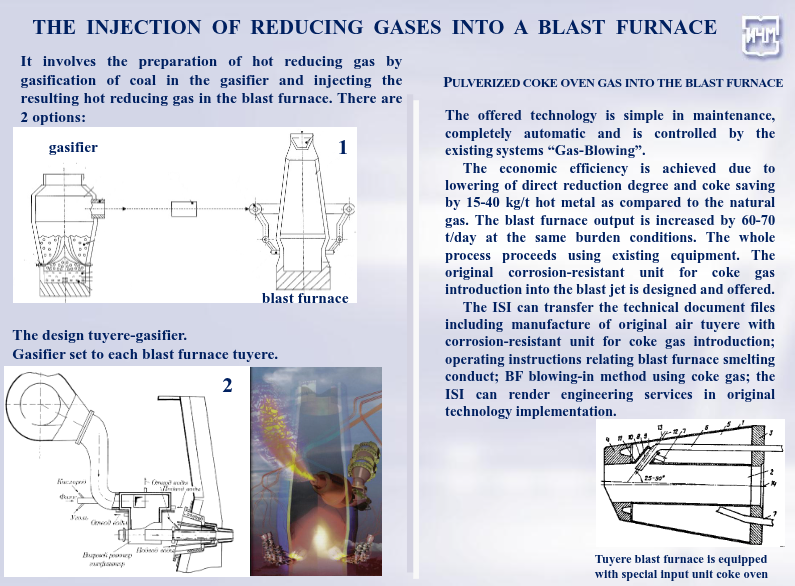 THE INJECTION OF REDUCING GASES INTO A BLAST FURNACE
ИЧМ
It involves the preparation of hot reducing gas by
gasification of coal in the gasifier and injecting the
resulting hot reducing gas in the blast furnace. There are
2 options:
gasifier
1
blast furnace
The design tuyere-gasifier.
Gasifier set to each blast furnace tuyere.
2
Кислород
Уголь
Отвод воды
Подвод воды
Отвод воды
Подвод воды
PULVERIZED COKE OVEN GAS INTO THE BLAST FURNACE
The offered technology is simple in maintenance,
completely automatic and is controlled by the
existing systems “Gas-Blowing”.
The economic efficiency is achieved due to
lowering of direct reduction degree and coke saving
by 15-40 kg/t hot metal as compared to the natural
gas. The blast furnace output is increased by 60-70
t/day at the same burden conditions. The whole
process proceeds using existing equipment. The
original corrosion-resistant unit for coke gas
introduction into the blast jet is designed and offered.
The ISI can transfer the technical document files
including manufacture of original air tuyere with
corrosion-resistant unit for coke gas introduction;
operating instructions relating blast furnace smelting
conduct; BF blowing-in method using coke gas; the
ISI can render engineering services in original
technology implementation.
4 11 10 8 9 13 12 7 6 5 1
3
25-90°
2
14
7
Tuyere blast furnace is equipped
with special input unit coke oven